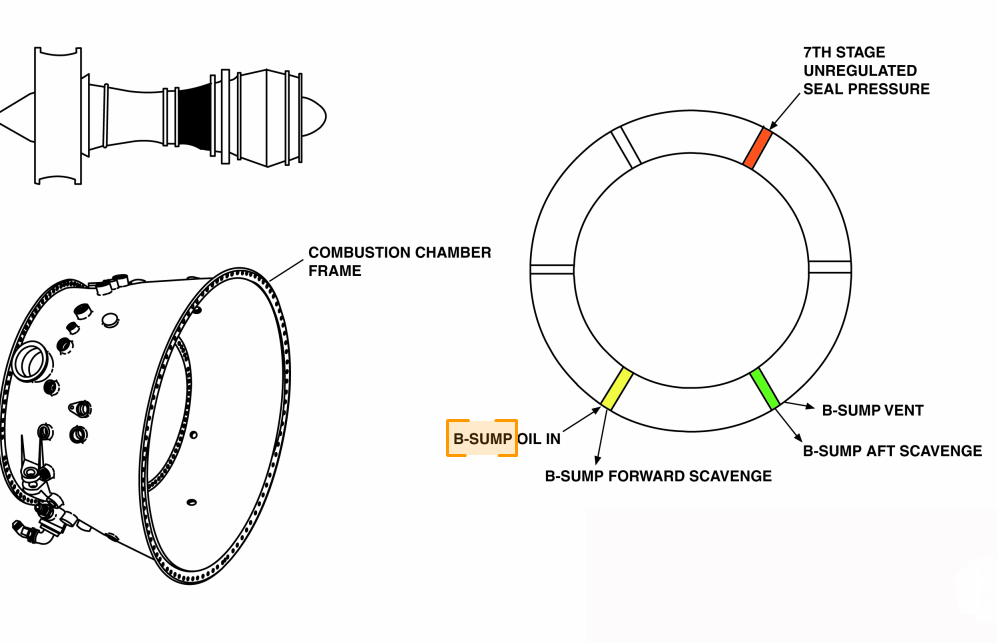 7TH STAGE
UNREGULATED
SEAL PRESSURE
COMBUSTION CHAMBER
FRAME
B-SUMP VENT
B-SUMP OIL IN
B-SUMP AFT SCAVENGE
B-SUMP FORWARD SCAVENGE